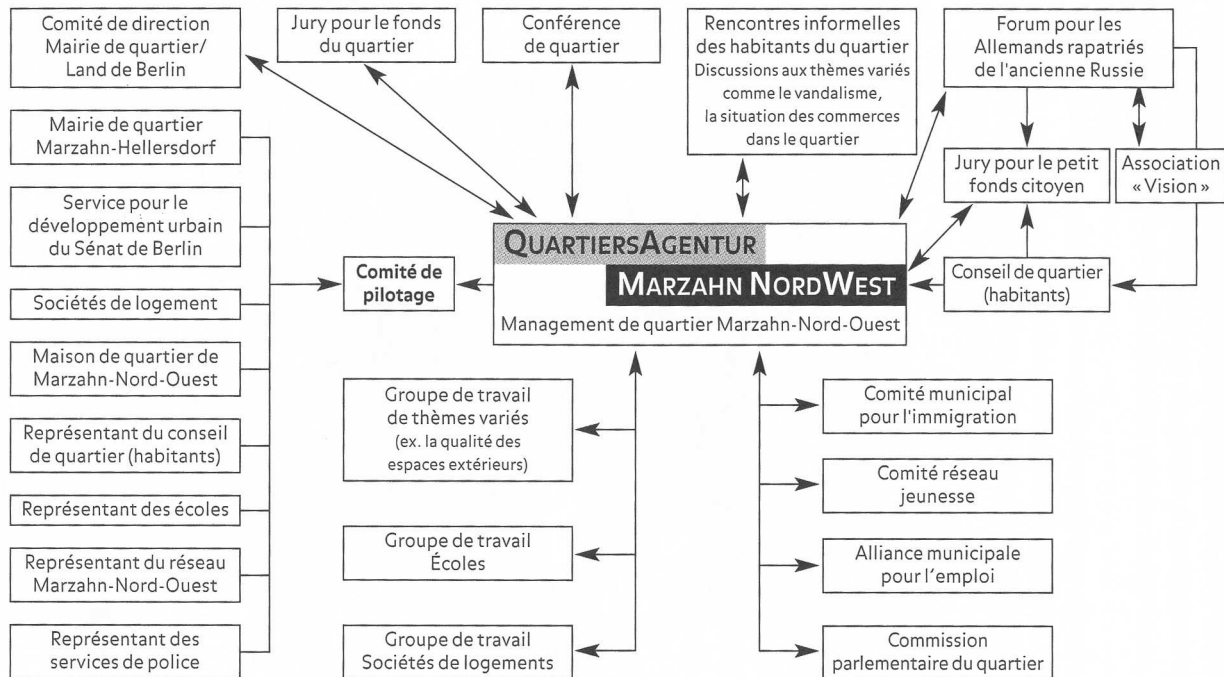 Comité de direction
Mairie de quartier/
Land de Berlin
Jury pour le fonds
du quartier
Conférence
de quartier
Rencontres informelles
des habitants du quartier
Discussions aux thèmes variés
comme le vandalisme,
la situation des commerces
dans le quartier
Forum pour les
Allemands rapatriés
de l'ancienne Russie
Mairie de quartier
Marzahn-Hellersdorf
Service pour le
développement urbain
du Sénat de Berlin
Sociétés de logement
Maison de quartier de
Marzahn-Nord-Ouest
Représentant du conseil
de quartier (habitants)
Représentant des écoles
Représentant du réseau
Marzahn-Nord-Ouest
Représentant des
services de police
Comité de
pilotage
QUARTIERSAGENTUR
MARZAHN NORDWEST
Management de quartier Marzahn-Nord-Ouest
Jury pour le petit
fonds citoyen
Association
« Vision »
Conseil de quartier
(habitants)
Groupe de travail
de thèmes variés
(ex. la qualité des
espaces extérieurs)
Groupe de travail
Écoles
Groupe de travail
Sociétés de logements
Comité municipal
pour l'immigration
Comité réseau
jeunesse
Alliance municipale
pour l'emploi
Commission
parlementaire du quartier